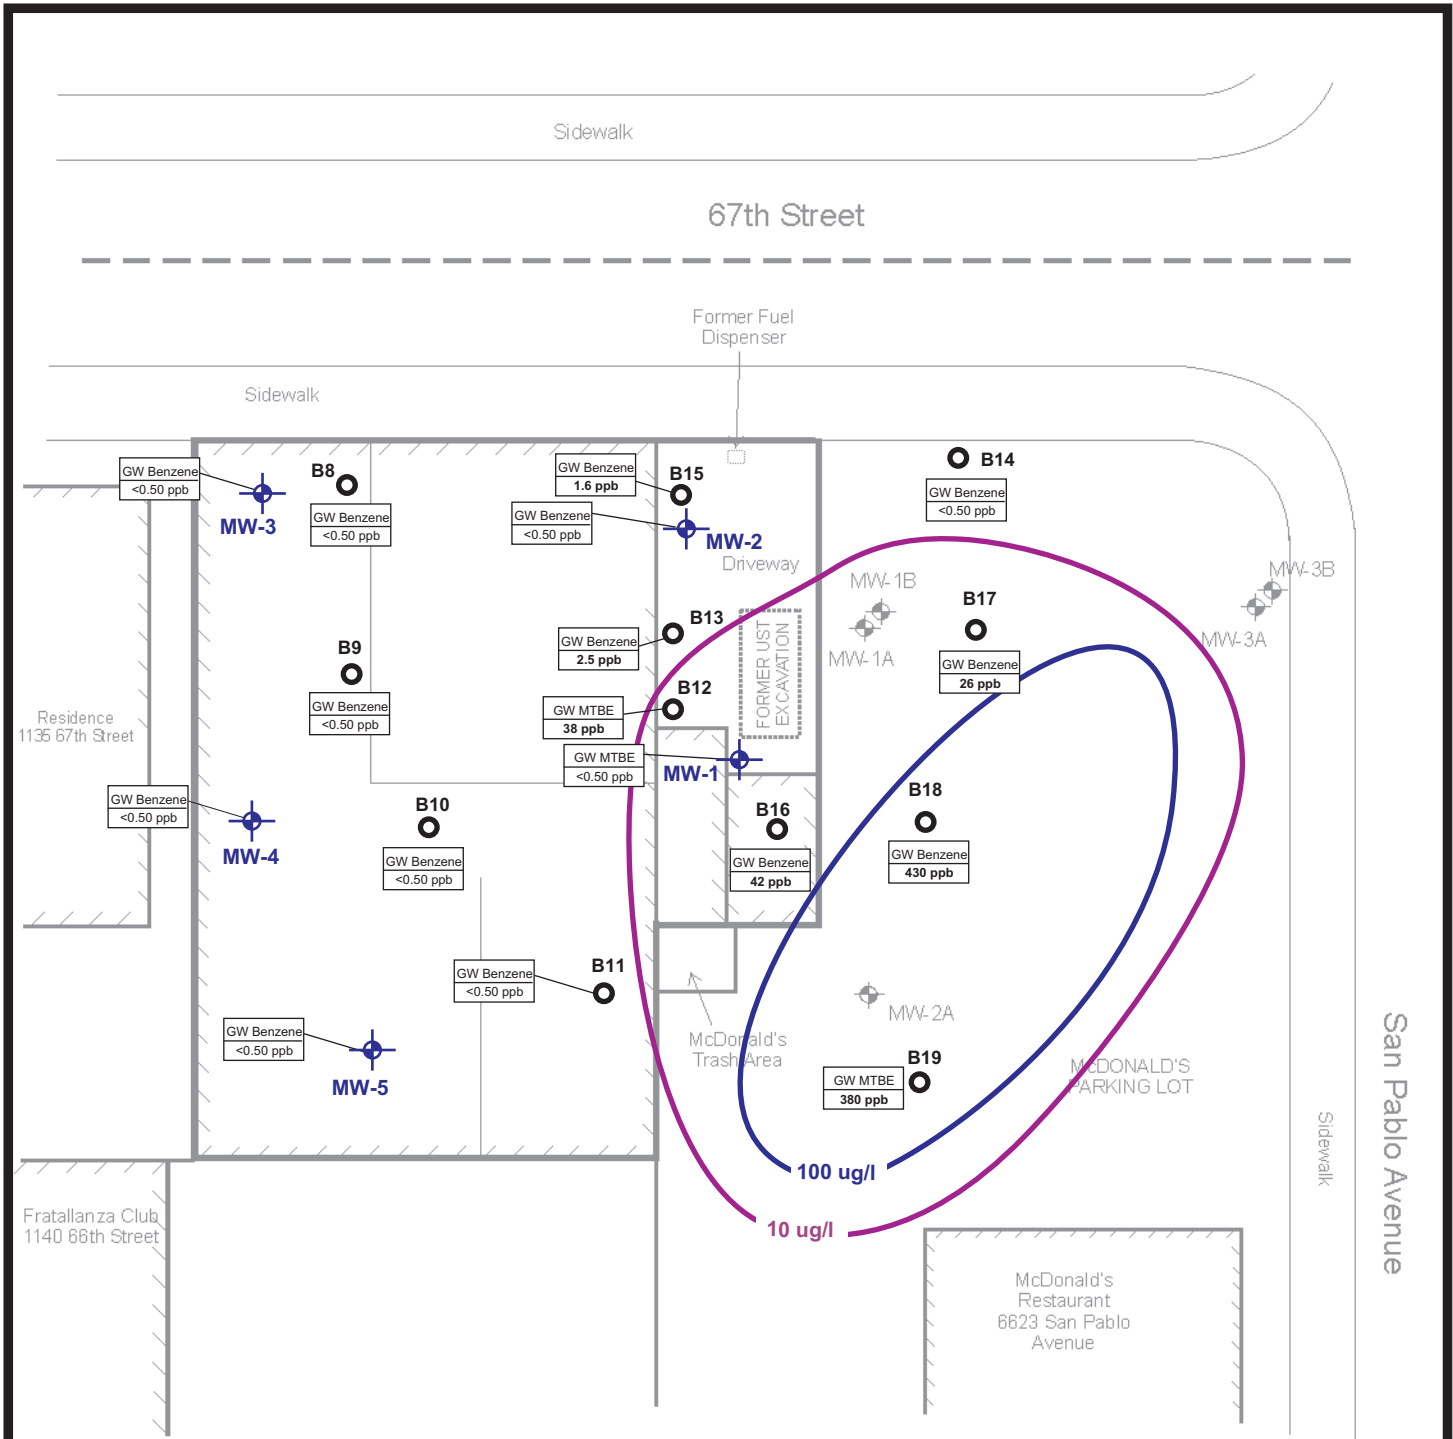 Sidewalk
67th Street
Former Fuel
Dispenser
Sidewalk
GW Benzene
<0.50 ppb
MW-3
B8
GW Benzene
<0.50 ppb
GW Benzene
1.6 ppb
B15
GW Benzene
<0.50 ppb
MW-2
Driveway
B14
GW Benzene
<0.50 ppb
MW-1B
MW-1A
MW-3B
MW-3A
B17
GW Benzene
26 ppb
B13
GW Benzene
2.5 ppb
FORMER UST
EXCAVATION
B9
GW Benzene
<0.50 ppb
B12
GW MTBE
38 ppb
GW MTBE
<0.50 ppb
MW-1
Residence
1135 67th Street
GW Benzene
<0.50 ppb
MW-4
B10
GW Benzene
<0.50 ppb
B16
GW Benzene
42 ppb
B18
GW Benzene
430 ppb
B11
GW Benzene
<0.50 ppb
GW Benzene
<0.50 ppb
MW-5
McDonald's
Trash Area
MW-2A
B19
GW MTBE
380 ppb
McDONALD'S
PARKING LOT
100 ug/l
10 ug/l
Sidewalk
San Pablo Avenue
Fratallanza Club
1140 66th Street
McDonald's
Restaurant
6623 San Pablo
Avenue